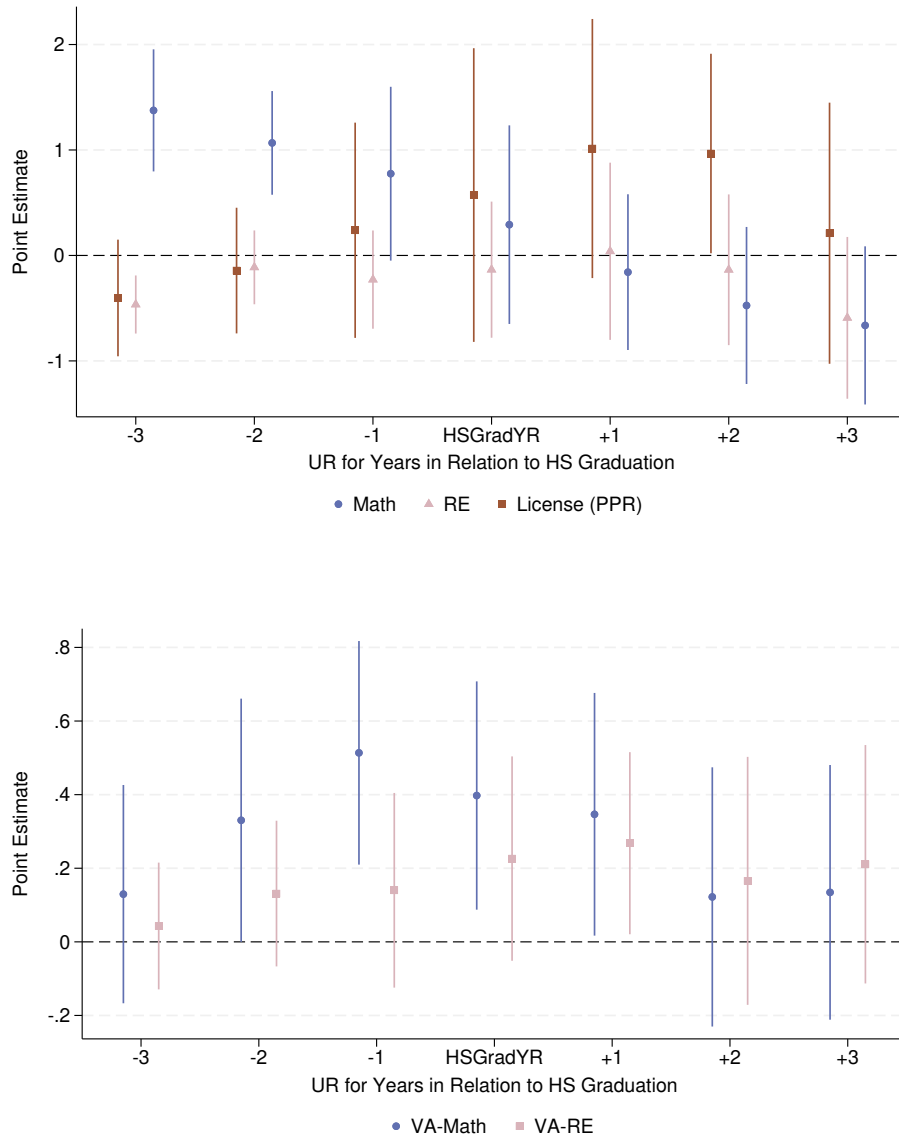 Point Estimate
2
1
0
-1
-3 -2 -1 HSGradYR +1 +2 +3
UR for Years in Relation to HS Graduation
Math RE License (PPR)
Point Estimate
.8
.6
.4
.2
0
-.2
-3 -2 -1 HSGradYR +1 +2 +3
UR for Years in Relation to HS Graduation
VA-Math VA-RE